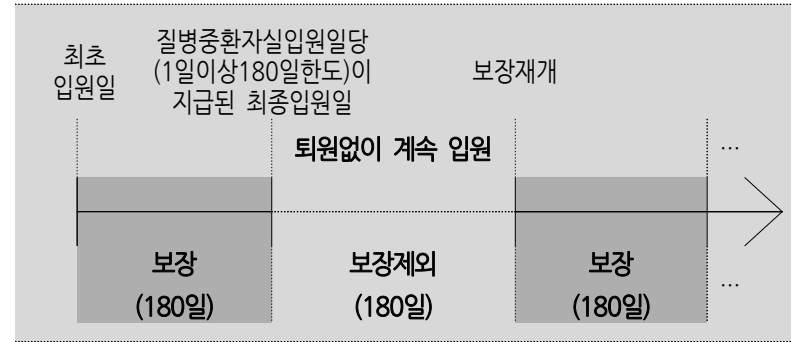 최초
입원일
질병중환자실입원일당
(1일이상180일한도)이
지급된 최종입원일
보장재개
퇴원없이 계속 입원
...
보장
(180일)
보장제외
(180일)
보장
(180일)
...